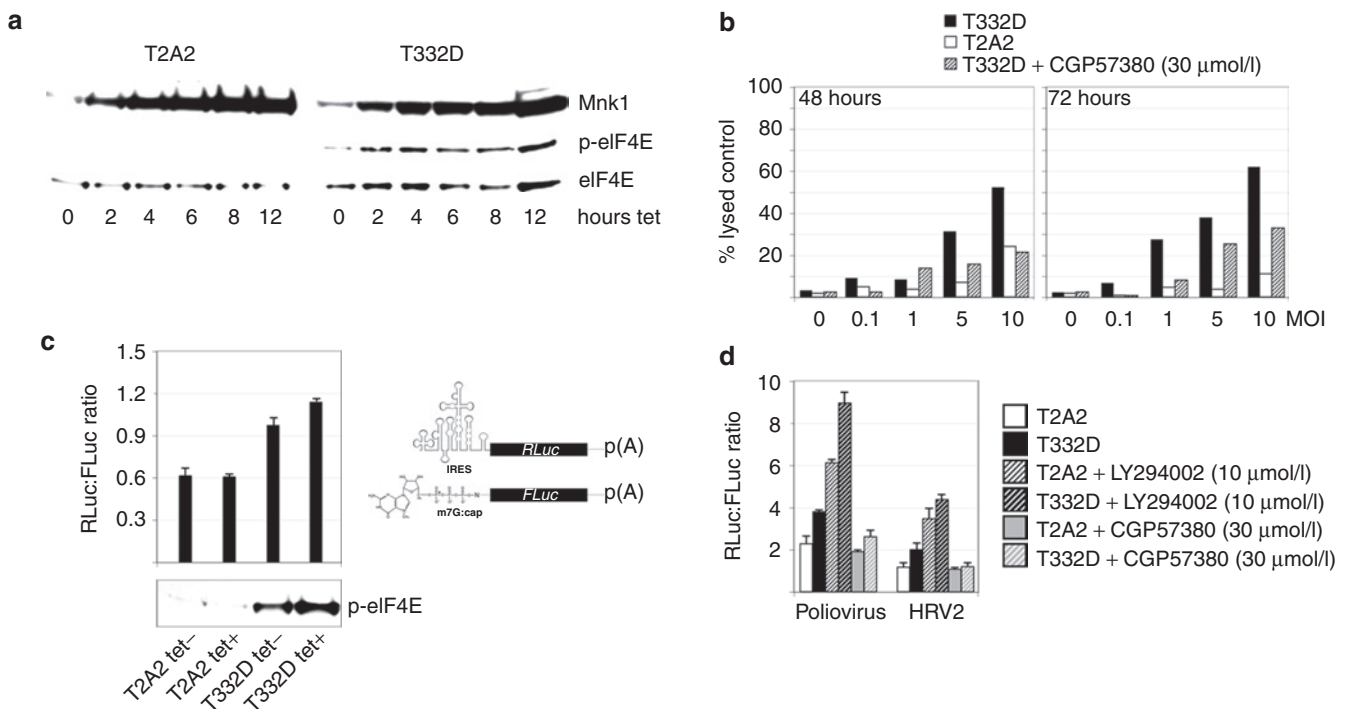 a
T2A2
T332D
Mnk1
p-eIF4E
eIF4E
0 2 4 6 8 12
0 2 4 6 8 12
hours tet
b
T332D
T2A2
T332D + CGP57380 (30 μmol/l)
% lysed control
100
80
60
40
20
48 hours
72 hours
0 0.1 1 5 10
0 0.1 1 5 10 MOI
c
RLuc:FLuc ratio
1.5
1.2
0.9
0.6
0.3
p-eIF4E
T2A2 tet–
T2A2 tet+
T332D tet–
T332D tet+
IRES
RLuc
p(A)
m7G:cap
FLuc
p(A)
d
RLuc:FLuc ratio
10
8
6
4
2
Poliovirus
HRV2
T2A2
T332D
T2A2 + LY294002 (10 μmol/l)
T332D + LY294002 (10 μmol/l)
T2A2 + CGP57380 (30 μmol/l)
T332D + CGP57380 (30 μmol/l)